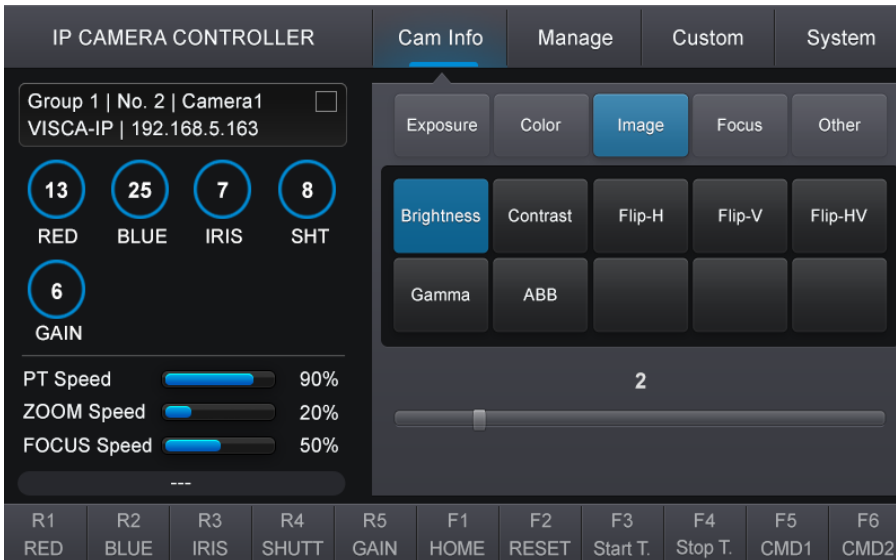 IP CAMERA CONTROLLER
Cam Info Manage Custom System
Group 1 | No. 2 | Camera1
VISCA-IP | 192.168.5.163
13 25 7 8
RED BLUE IRIS SHT
6
GAIN
PT Speed 90%
ZOOM Speed 20%
FOCUS Speed 50%
---
Exposure Color Image Focus Other
Brightness Contrast Flip-H Flip-V Flip-HV
Gamma ABB
2
R1 R2 R3 R4 R5 F1 F2 F3 F4 F5 F6
RED BLUE IRIS SHUTT GAIN HOME RESET Start T. Stop T. CMD1 CMD2